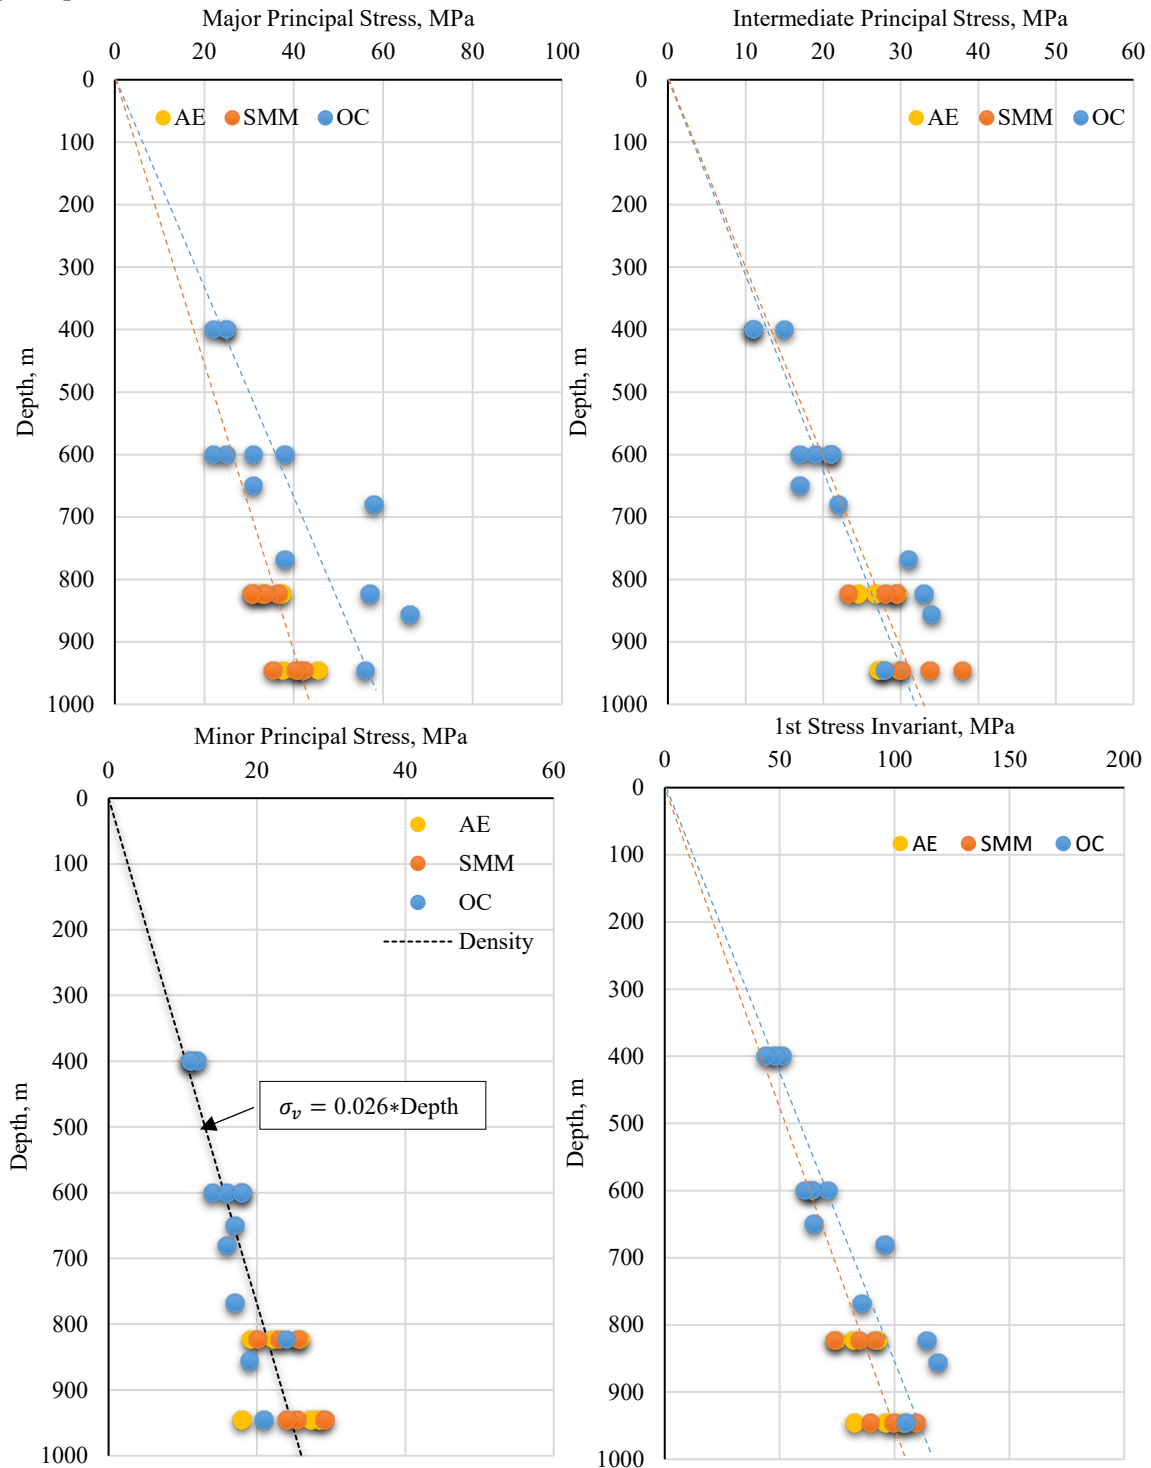 Major Principal Stress, MPa
0 20 40 60 80 100
AE SMM OC
0
100
200
300
400
500
600
700
800
900
1000
Depth, m
Intermediate Principal Stress, MPa
0 10 20 30 40 50 60
AE SMM OC
0
100
200
300
400
500
600
700
800
900
1000
Depth, m
Minor Principal Stress, MPa
0 20 40 60
AE
SMM
OC
Density
σᵥ = 0.026*Depth
0
100
200
300
400
500
600
700
800
900
1000
Depth, m
1st Stress Invariant, MPa
0 50 100 150 200
AE SMM OC
0
100
200
300
400
500
600
700
800
900
1000
Depth, m